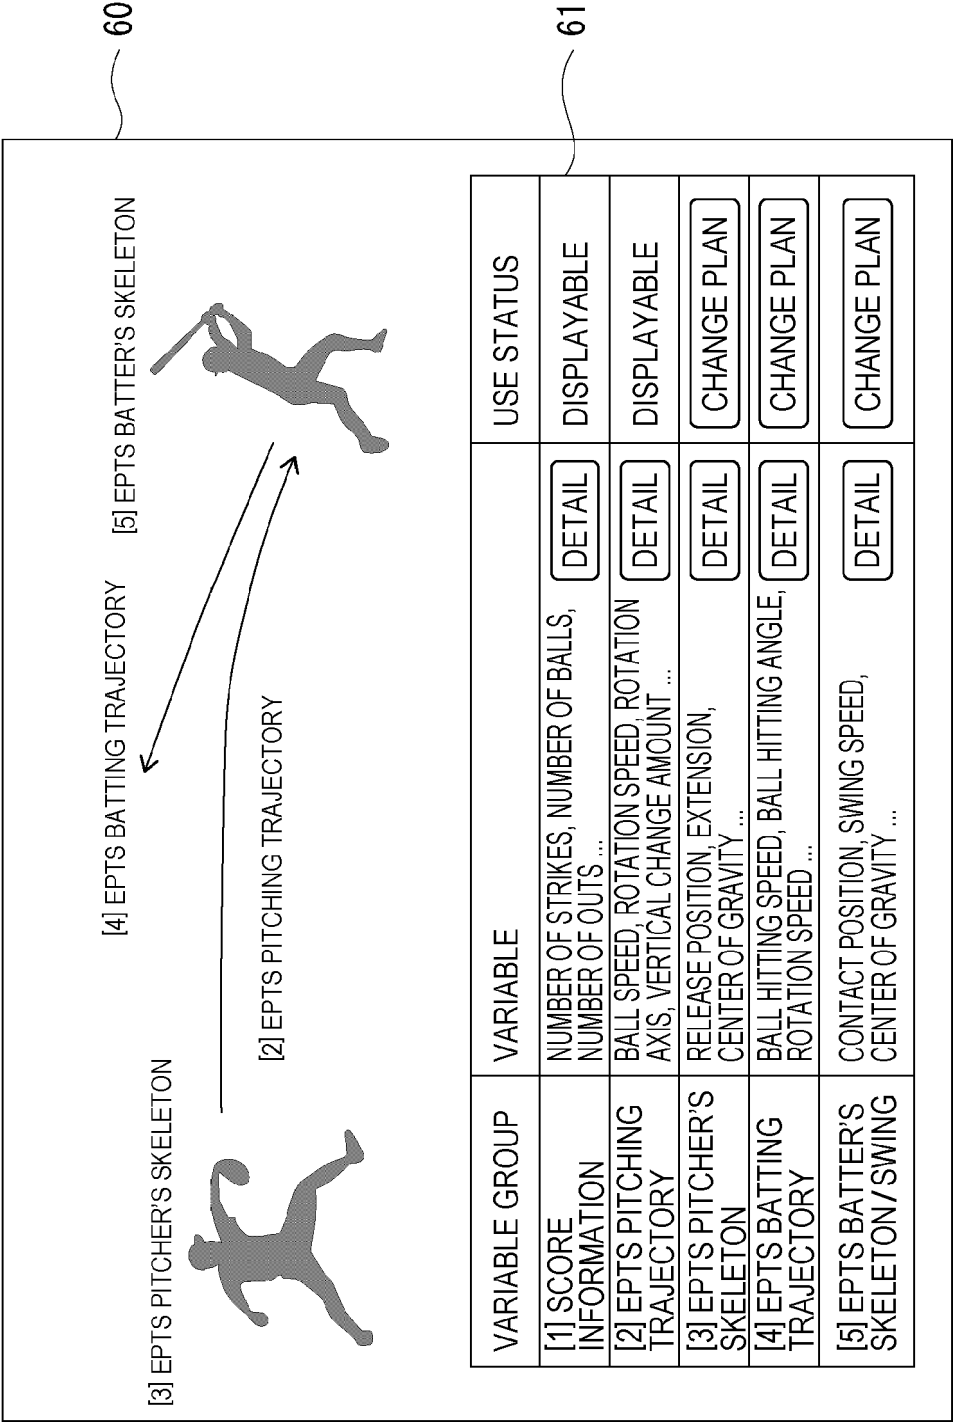 60
[5] EPTS BATTER'S SKELETON
[4] EPTS BATTING TRAJECTORY
[3] EPTS PITCHER'S SKELETON
[2] EPTS PITCHING TRAJECTORY
61
VARIABLE GROUP
VARIABLE
USE STATUS
[1] SCORE
INFORMATION
NUMBER OF STRIKES, NUMBER OF BALLS,
NUMBER OF OUTS ...
DETAIL
DISPLAYABLE
[2] EPTS PITCHING
TRAJECTORY
BALL SPEED, ROTATION SPEED, ROTATION
AXIS, VERTICAL CHANGE AMOUNT ...
DETAIL
DISPLAYABLE
[3] EPTS PITCHER'S
SKELETON
RELEASE POSITION, EXTENSION,
CENTER OF GRAVITY ...
DETAIL
CHANGE PLAN
[4] EPTS BATTING
TRAJECTORY
BALL HITTING SPEED, BALL HITTING ANGLE,
ROTATION SPEED ...
DETAIL
CHANGE PLAN
[5] EPTS BATTER'S
SKELETON / SWING
CONTACT POSITION, SWING SPEED,
CENTER OF GRAVITY ...
DETAIL
CHANGE PLAN